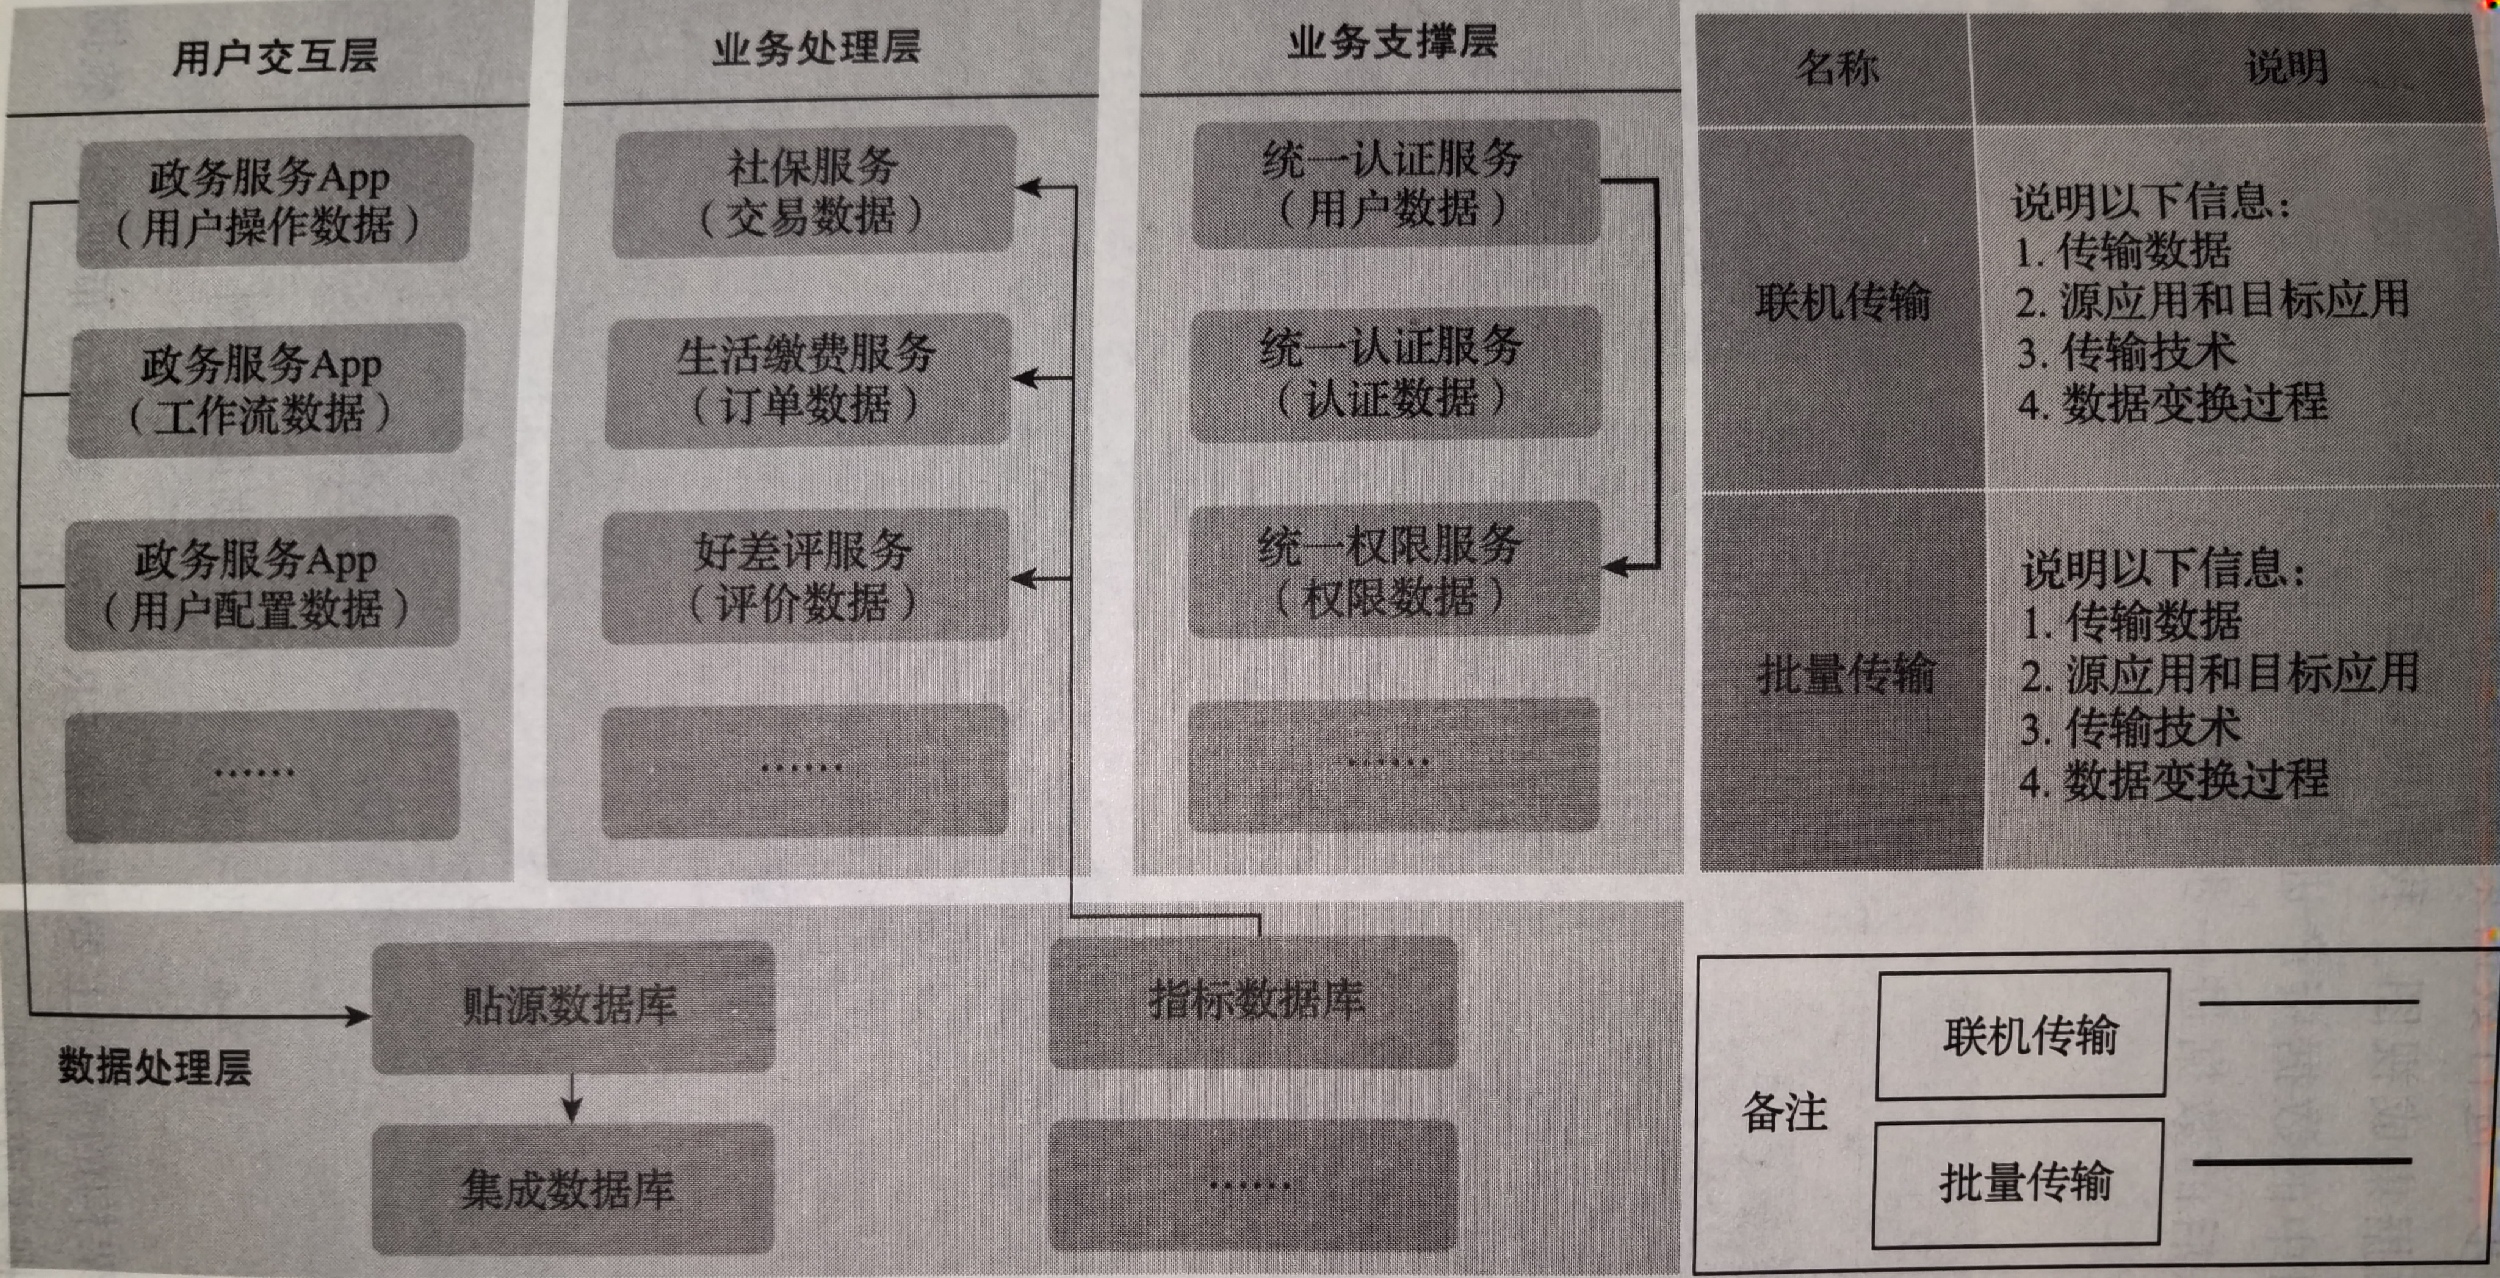 用户交互层
政务服务App
（用户操作数据）
政务服务App
（工作流数据）
政务服务App
（用户配置数据）
……
业务处理层
社保服务
（交易数据）
生活缴费服务
（订单数据）
好差评服务
（评价数据）
……
业务支撑层
统一认证服务
（用户数据）
统一认证服务
（认证数据）
统一权限服务
（权限数据）
……
数据处理层
贴源数据库
集成数据库
指标数据库
……
名称
说明
联机传输
说明以下信息：
1. 传输数据
2. 源应用和目标应用
3. 传输技术
4. 数据变换过程
批量传输
说明以下信息：
1. 传输数据
2. 源应用和目标应用
3. 传输技术
4. 数据变换过程
备注
联机传输
批量传输